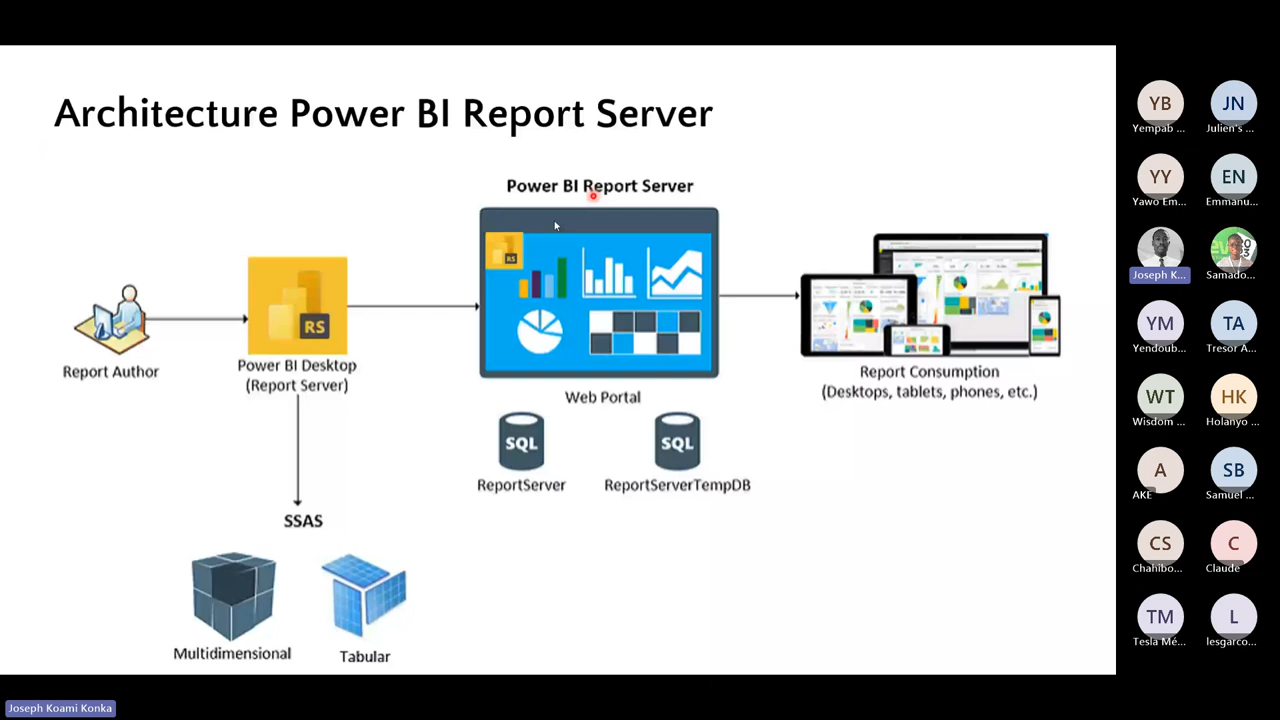 Architecture Power BI Report Server
Power BI Report Server
RS
RS
Report Author
Power BI Desktop
(Report Server)
Web Portal
Report Consumption
(Desktops, tablets, phones, etc.)
SQL
SQL
ReportServer
ReportServerTempDB
SSAS
Multidimensional
Tabular
YB
JN
Yempab ...
Julien's ...
YY
EN
Yawo Em...
Emmanu...
Joseph K...
Samado...
YM
TA
Yendoub...
Tresor A...
WT
HK
Wisdom ...
Holanyo ...
A
SB
AKE
Samuel ...
CS
C
Chahibo...
Claude
TM
L
Tesla Mé...
lesgarco...
Joseph Koami Konka